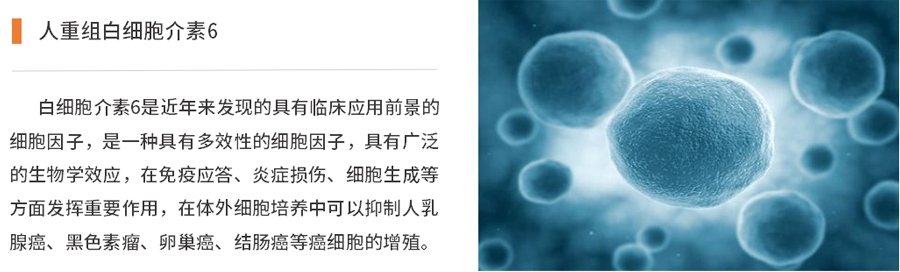 人重组白细胞介素6
白细胞介素6是近年来发现的具有临床应用前景的
细胞因子，是一种具有多效性的细胞因子，具有广泛
的生物学效应，在免疫应答、炎症损伤、细胞生成等
方面发挥重要作用，在体外细胞培养中可以抑制人乳
腺癌、黑色素瘤、卵巢癌、结肠癌等癌细胞的增殖。